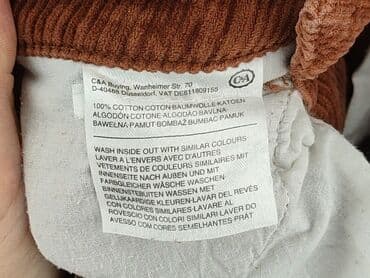 C&A Buying, Wanheimer Str. 70
D-40468 Düsseldorf, VAT DE811809155
C&A
100% COTTON-COTON-BAUMWOLLE-KATOEN
ALGODÓN-COTONE-ALGODÃO-BAVLNA
BAWEŁNA-PAMUT-BOMBAŽ-BUMBAC-PAMUK
WASH INSIDE OUT WITH SIMILAR COLOURS
LAVER A L'ENVERS AVEC D'AUTRES
VETEMENTS DE COULEURS SIMILAIRES MIT
INNENSEITE NACH AUßEN UND MIT
FARBGLEICHER WÄSCHE WASCHEN
BINNENSTEBUITEN WASSEN MET
GELIJKAARDIGE KLEUREN-LAVAR DEL REVÉS
CON COLORES SIMILARES-LAVARE AL
ROVESCIO CON COLORI SIMILARI LAVAR DO
AVESSO COM CORES SEMELHANTES PRAT